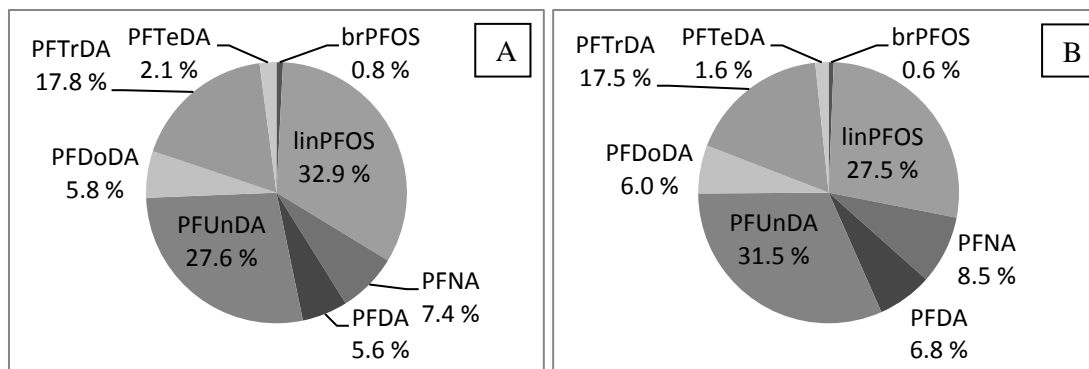 PFTrDA
17.8 %
PFTeDA
2.1 %
brPFOS
0.8 %
A
linPFOS
32.9 %
PFDoDA
5.8 %
PFUnDA
27.6 %
PFNA
7.4 %
PFDA
5.6 %
PFTrDA
17.5 %
PFTeDA
1.6 %
brPFOS
0.6 %
B
linPFOS
27.5 %
PFDoDA
6.0 %
PFUnDA
31.5 %
PFNA
8.5 %
PFDA
6.8 %